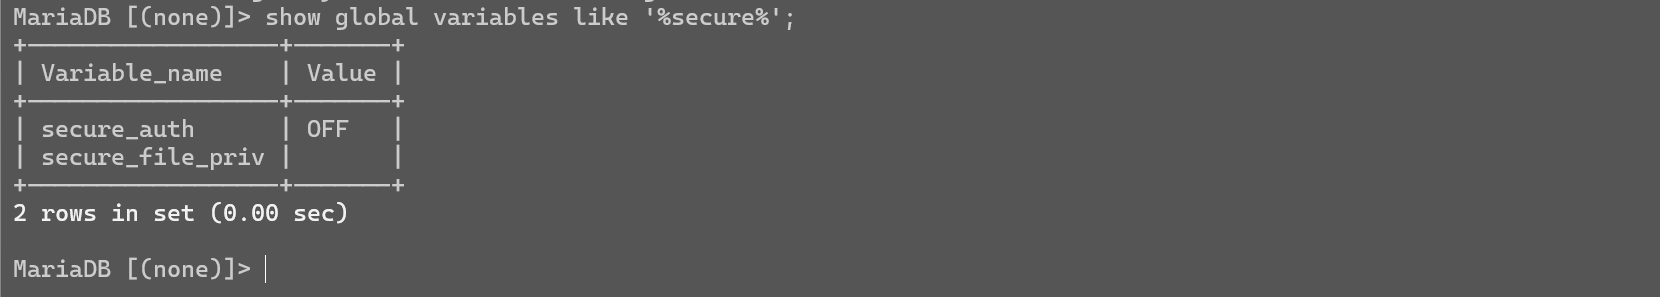 MariaDB [(none)]> show global variables like '%secure%';
+------------------+-------+
| Variable_name    | Value |
+------------------+-------+
| secure_auth      | OFF   |
| secure_file_priv |       |
+------------------+-------+
2 rows in set (0.00 sec)
MariaDB [(none)]>